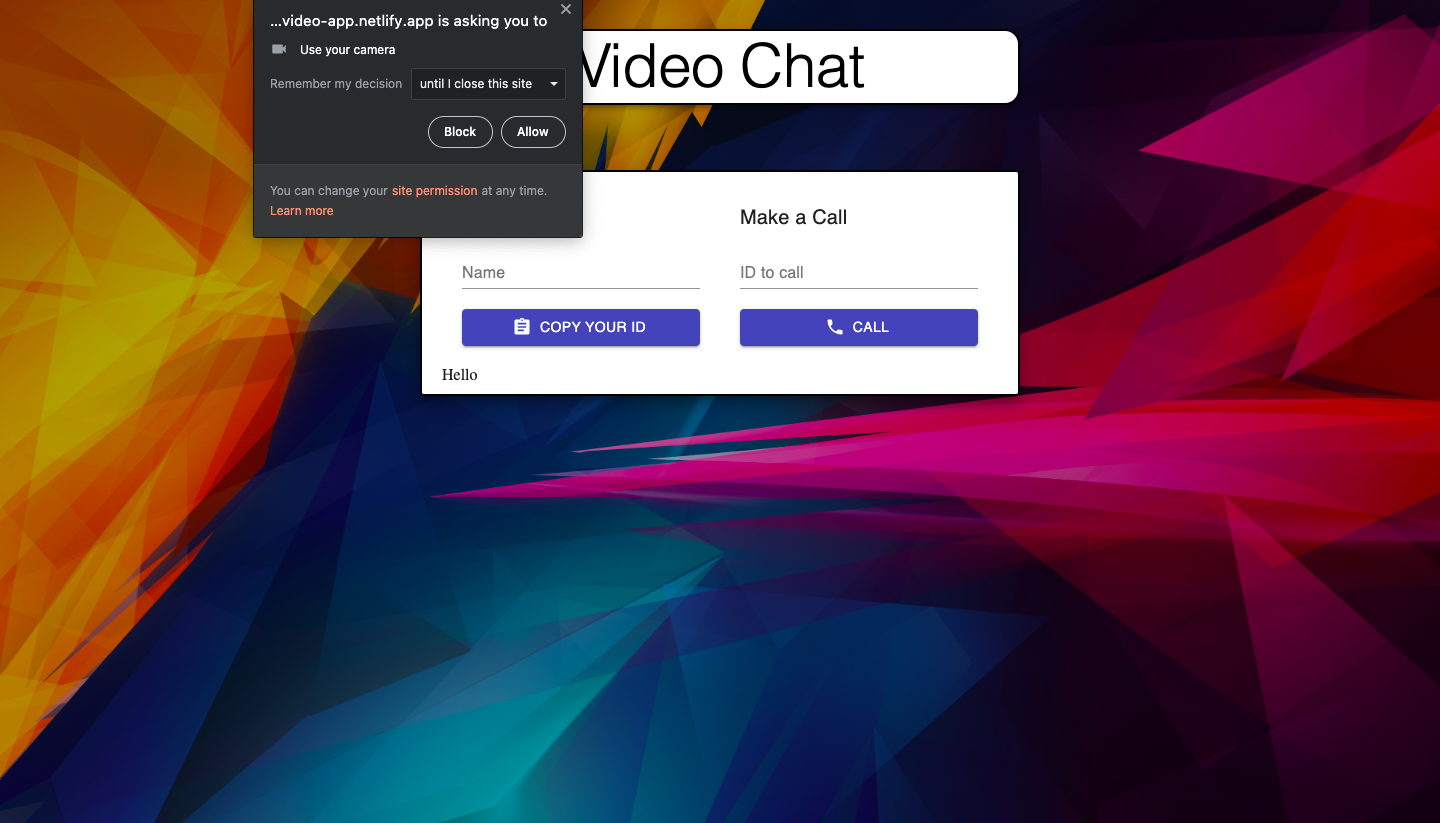 ...video-app.netlify.app is asking you to
Use your camera
Remember my decision until I close this site
Block Allow
You can change your site permission at any time.
Learn more
Video Chat
Make a Call
Name
ID to call
COPY YOUR ID
CALL
Hello